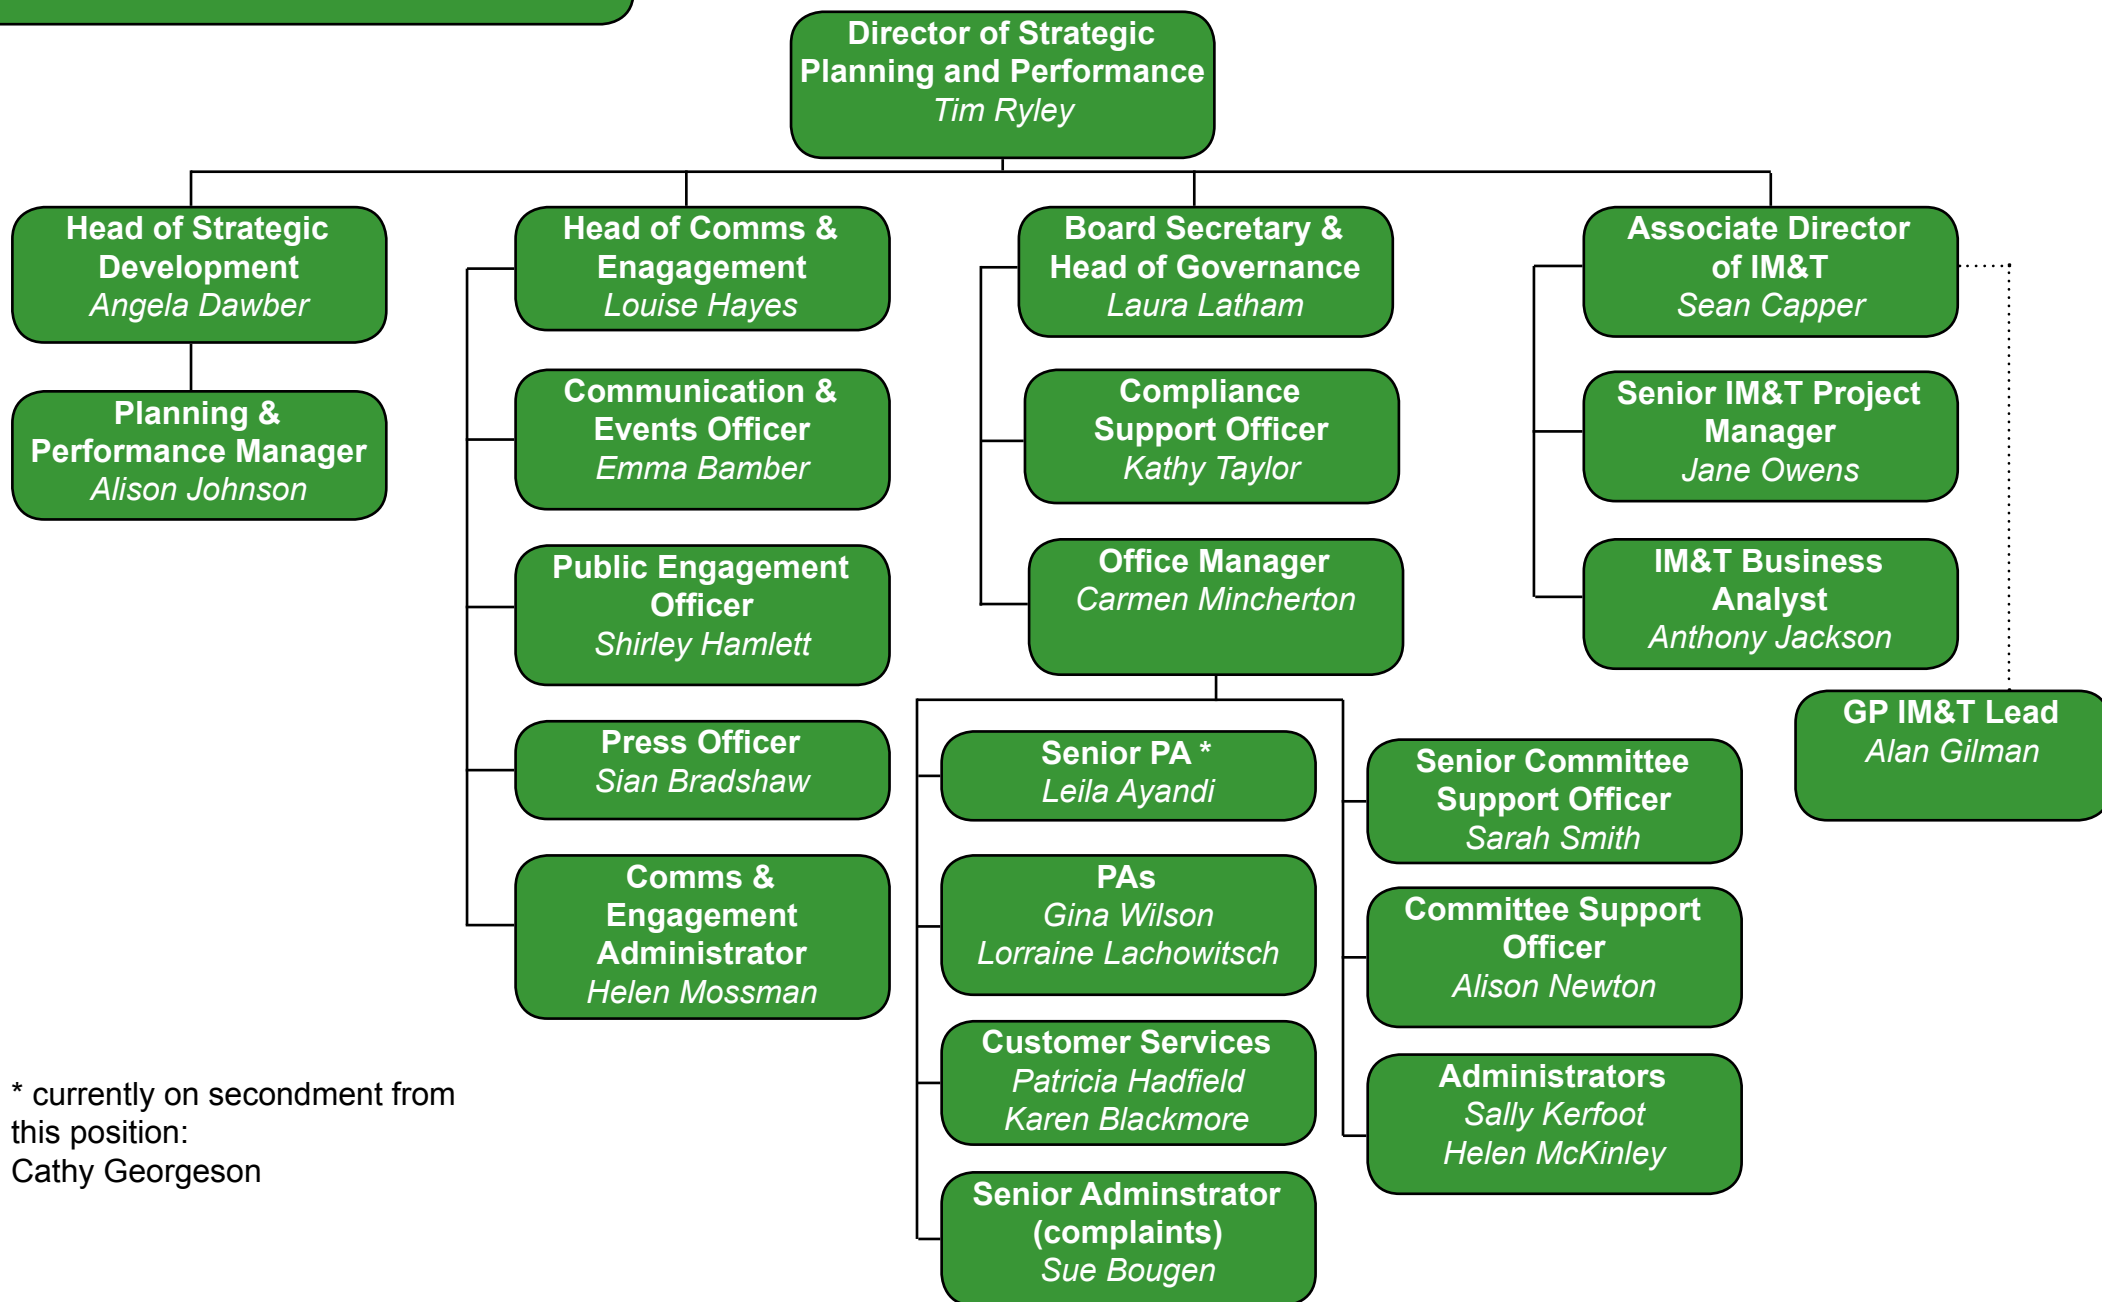 Director of Strategic
Planning and Performance
Tim Ryley
Head of Strategic
Development
Angela Dawber
Planning &
Performance Manager
Alison Johnson
Head of Comms &
Enagagement
Louise Hayes
Communication &
Events Officer
Emma Bamber
Public Engagement
Officer
Shirley Hamlett
Press Officer
Sian Bradshaw
Comms &
Engagement
Administrator
Helen Mossman
Board Secretary &
Head of Governance
Laura Latham
Compliance
Support Officer
Kathy Taylor
Office Manager
Carmen Mincherton
Senior PA *
Leila Ayandi
PAs
Gina Wilson
Lorraine Lachowitsch
Customer Services
Patricia Hadfield
Karen Blackmore
Senior Adminstrator
(complaints)
Sue Bougen
Senior Committee
Support Officer
Sarah Smith
Committee Support
Officer
Alison Newton
Administrators
Sally Kerfoot
Helen McKinley
Associate Director
of IM&T
Sean Capper
Senior IM&T Project
Manager
Jane Owens
IM&T Business
Analyst
Anthony Jackson
GP IM&T Lead
Alan Gilman
* currently on secondment from
this position:
Cathy Georgeson